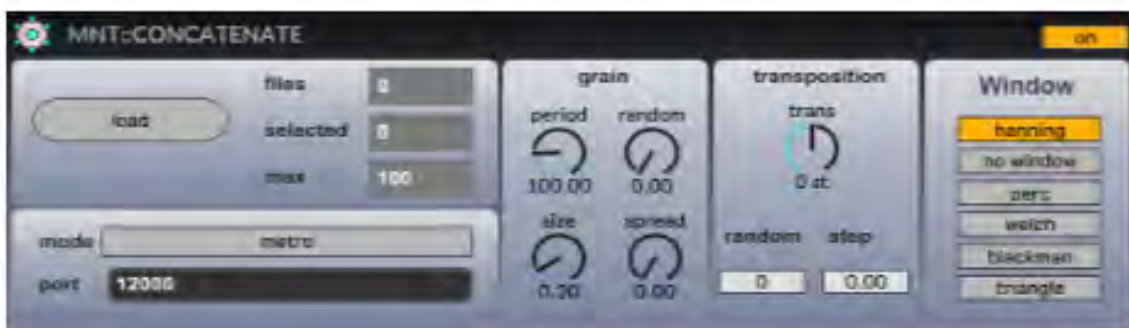 MNT::CONCATENATE
on
load
files 0
selected 0
max 100
mode metro
port
grain
period random
100.00 0.00
size spread
0.20 0.00
transposition
trans
0 st
random step
0 0.00
Window
hanning
no window
perc
welch
blackman
triangle